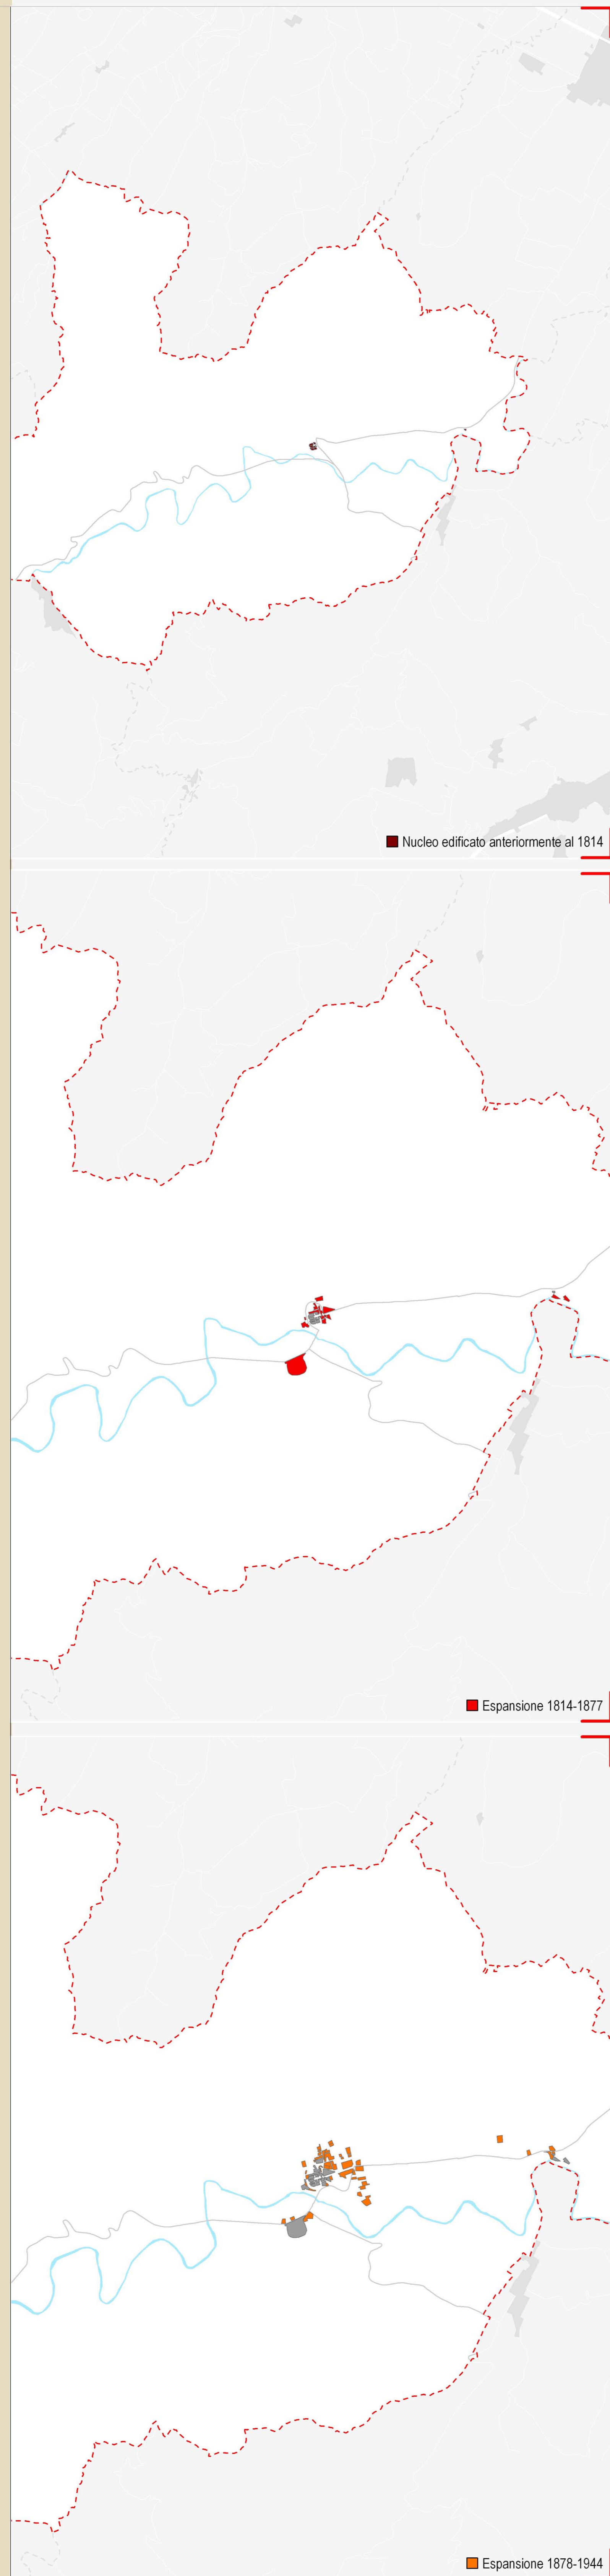 Nucleo edificato anteriormente al 1814
Espansione 1814-1877
Espansione 1878-1944